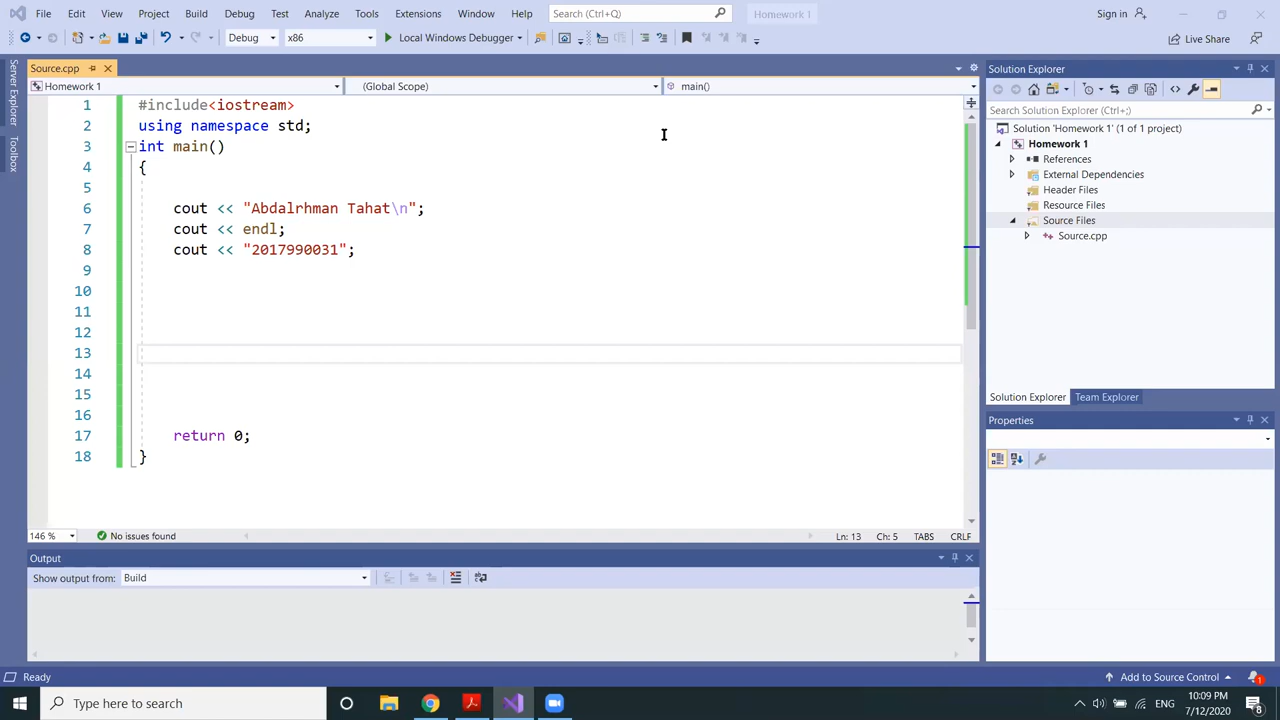 File Edit View Project Build Debug Test Analyze Tools Extensions Window Help Search (Ctrl+Q) Homework 1 Sign in
Debug x86 Local Windows Debugger Live Share
Server Explorer
Toolbox
Source.cpp
Homework 1 (Global Scope) main()
1 #include<iostream>
2 using namespace std;
3 int main()
4 {
5
6 cout << "Abdalrhman Tahat\n";
7 cout << endl;
8 cout << "2017990031";
9
10
11
12
13
14
15
16
17 return 0;
18 }
146 % No issues found Ln: 13 Ch: 5 TABS CRLF
Output
Show output from: Build
Solution Explorer
Search Solution Explorer (Ctrl+;)
Solution 'Homework 1' (1 of 1 project)
Homework 1
References
External Dependencies
Header Files
Resource Files
Source Files
Source.cpp
Solution Explorer Team Explorer
Properties
Ready Add to Source Control 1
Type here to search ENG 10:09 PM
7/12/2020 8